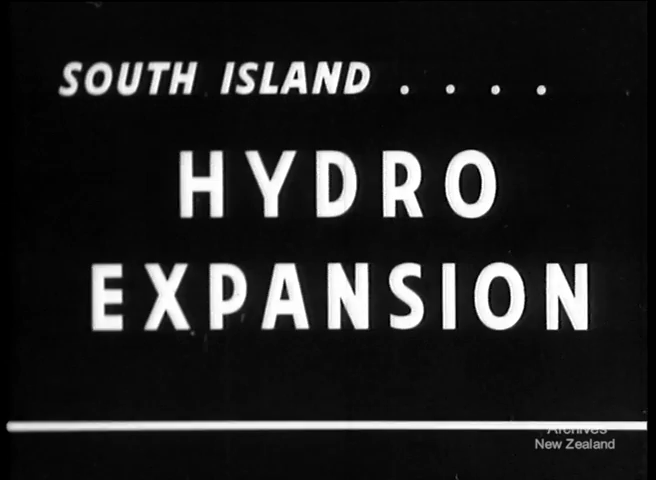 SOUTH ISLAND . . . .
HYDRO
EXPANSION
Archives
New Zealand